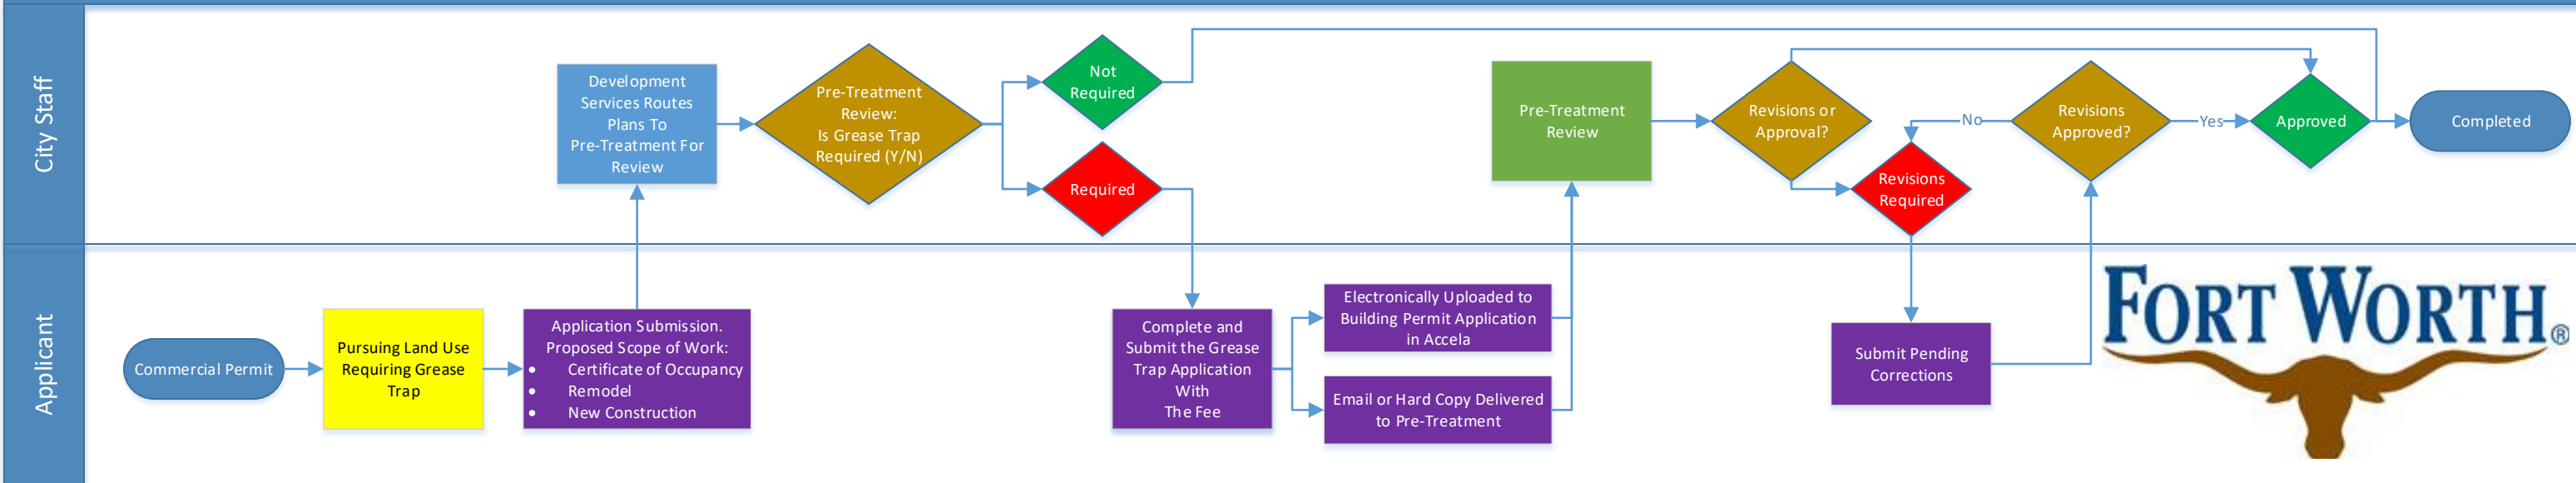 City Staff
Development
Services Routes
Plans To
Pre-Treatment For
Review
Pre-Treatment
Review:
Is Grease Trap
Required (Y/N)
Not
Required
Required
Pre-Treatment
Review
Revisions or
Approval?
Revisions
Required
No
Revisions
Approved?
Yes
Approved
Completed
Applicant
Commercial Permit
Pursuing Land Use
Requiring Grease
Trap
Application Submission.
Proposed Scope of Work:
• Certificate of Occupancy
• Remodel
• New Construction
Complete and
Submit the Grease
Trap Application
With
The Fee
Electronically Uploaded to
Building Permit Application
in Accela
Email or Hard Copy Delivered
to Pre-Treatment
Submit Pending
Corrections
FORT WORTH®